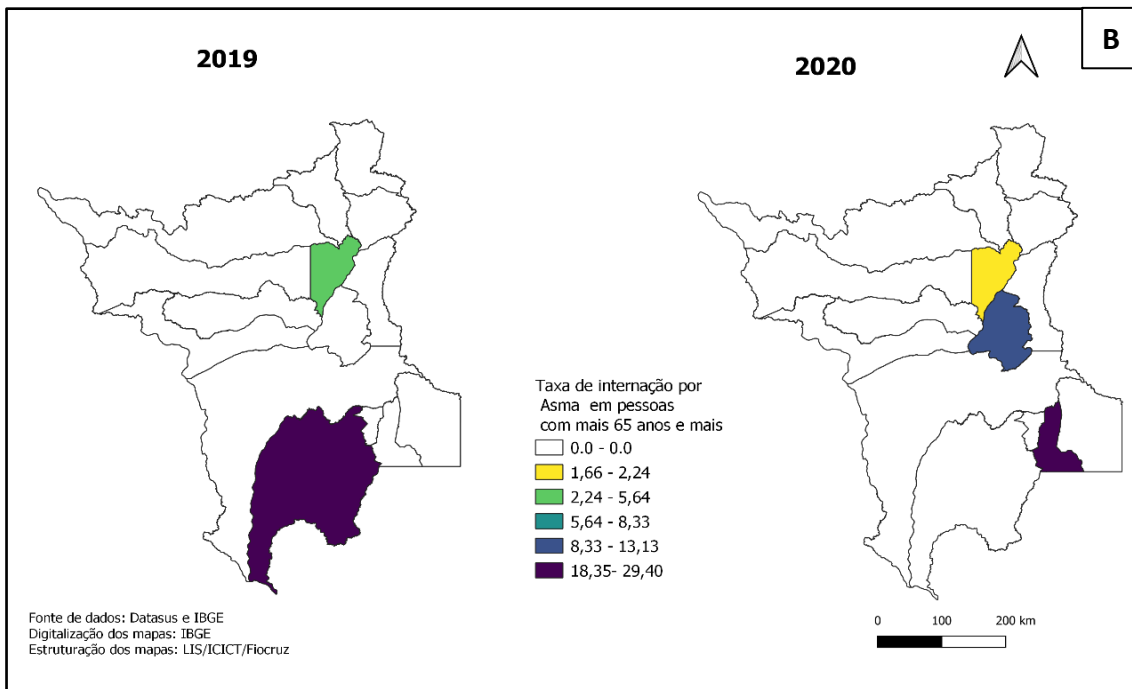 B
2019
2020
Taxa de internação por
Asma em pessoas
com mais 65 anos e mais
0.0 - 0.0
1,66 - 2,24
2,24 - 5,64
5,64 - 8,33
8,33 - 13,13
18,35- 29,40
Fonte de dados: Datasus e IBGE
Digitalização dos mapas: IBGE
Estruturação dos mapas: LIS/ICICT/Fiocruz
0 100 200 km